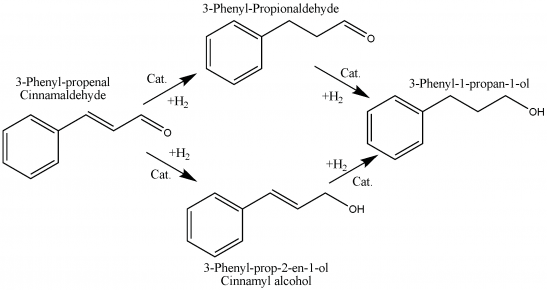 3-Phenyl-Propionaldehyde
O
3-Phenyl-propenal
Cinnamaldehyde
Cat.
+H2
Cat.
+H2
3-Phenyl-1-propan-1-ol
OH
O
+H2
Cat.
+H2
Cat.
OH
3-Phenyl-prop-2-en-1-ol
Cinnamyl alcohol